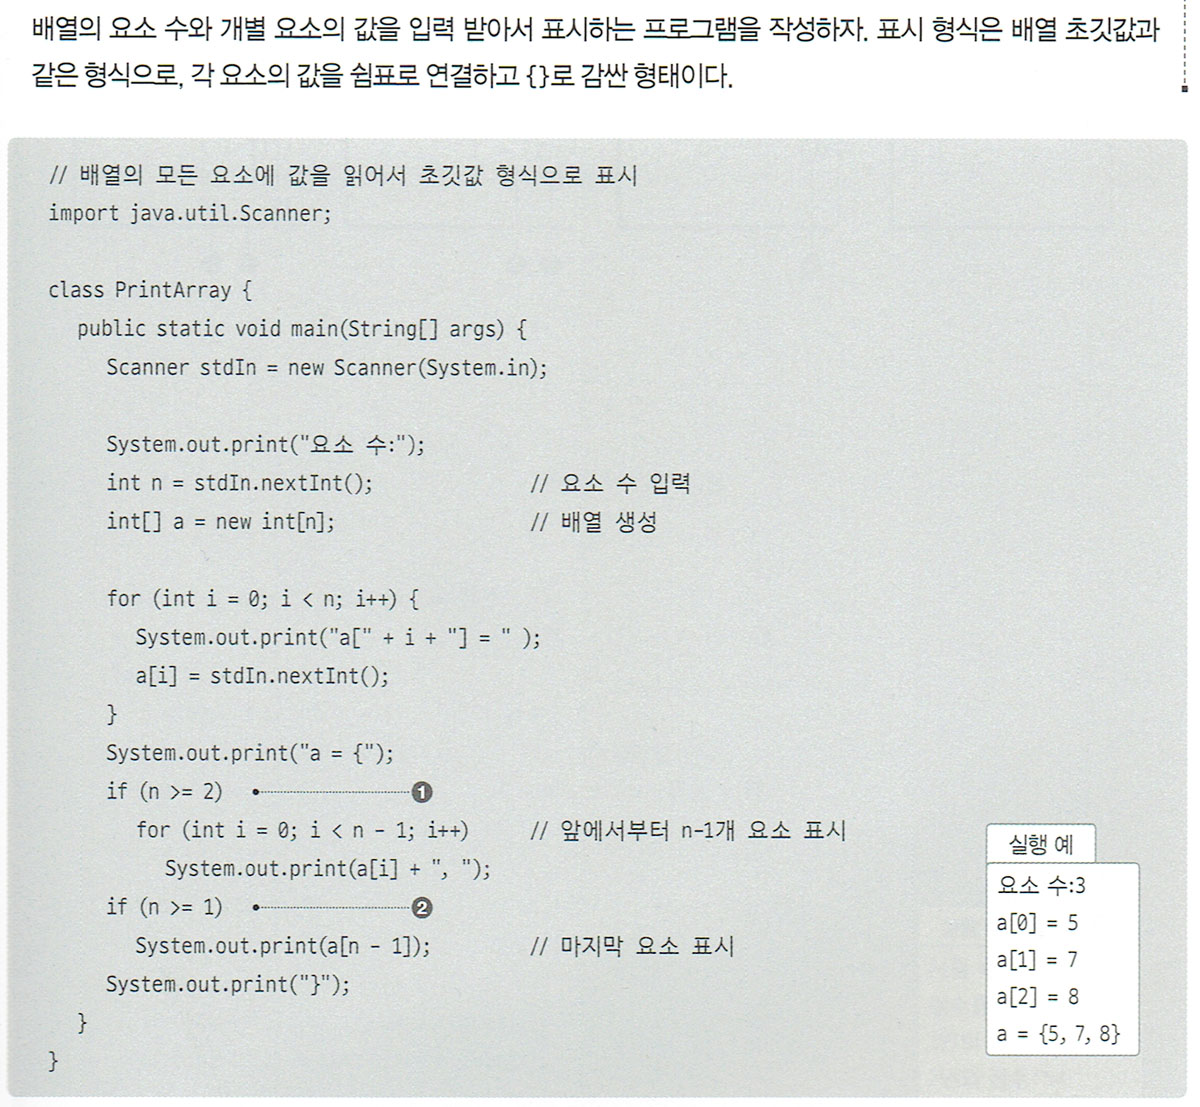 배열의 요소 수와 개별 요소의 값을 입력 받아서 표시하는 프로그램을 작성하자. 표시 형식은 배열 초깃값과
같은 형식으로, 각 요소의 값을 쉼표로 연결하고 {}로 감싼 형태이다.
// 배열의 모든 요소에 값을 읽어서 초깃값 형식으로 표시
import java.util.Scanner;
class PrintArray {
public static void main(String[] args) {
Scanner stdIn = new Scanner(System.in);
System.out.print("요소 수:");
int n = stdIn.nextInt(); // 요소 수 입력
int[] a = new int[n]; // 배열 생성
for (int i = 0; i < n; i++) {
System.out.print("a[" + i + "] = " );
a[i] = stdIn.nextInt();
}
System.out.print("a = {");
if (n >= 2) ❶
for (int i = 0; i < n - 1; i++) // 앞에서부터 n-1개 요소 표시
System.out.print(a[i] + ", ");
if (n >= 1) ❷
System.out.print(a[n - 1]); // 마지막 요소 표시
System.out.print("}");
}
}
실행 예
요소 수:3
a[0] = 5
a[1] = 7
a[2] = 8
a = {5, 7, 8}